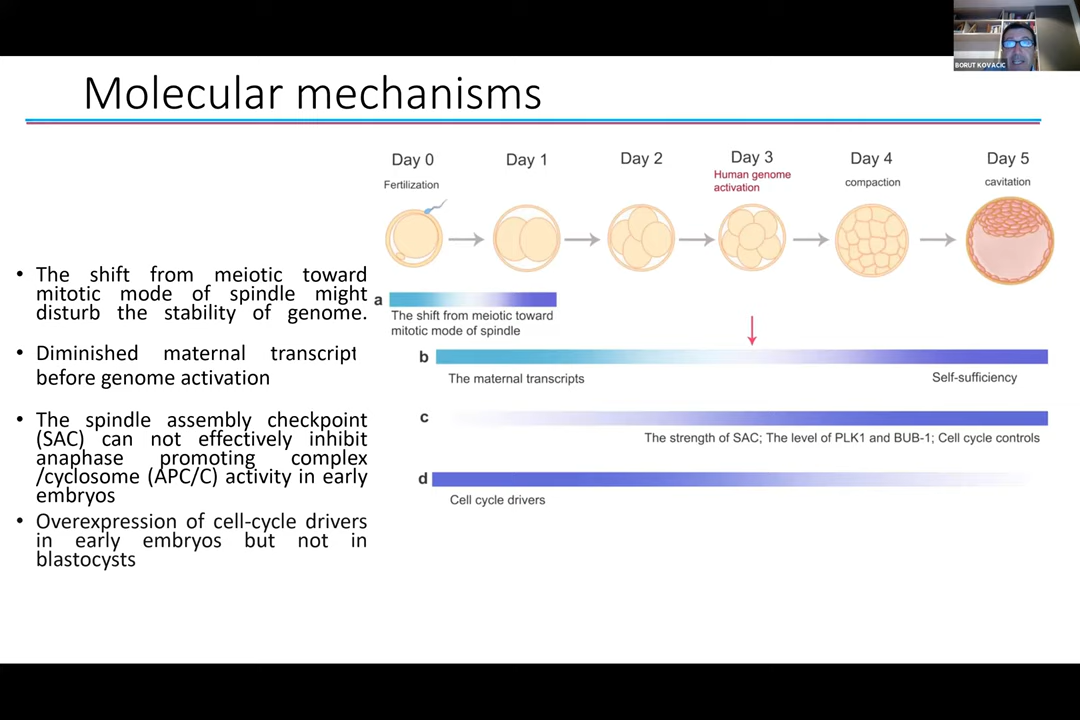 BORUT KOVACIC
Molecular mechanisms
Day 0
Day 1
Day 2
Day 3
Day 4
Day 5
Fertilization
Human genome
activation
compaction
cavitation
• The shift from meiotic toward
mitotic mode of spindle might
disturb the stability of genome.
• Diminished maternal transcript
before genome activation
• The spindle assembly checkpoint
(SAC) can not effectively inhibit
anaphase promoting complex
/cyclosome (APC/C) activity in early
embryos
• Overexpression of cell-cycle drivers
in early embryos but not in
blastocysts
a
The shift from meiotic toward
mitotic mode of spindle
b
The maternal transcripts
Self-sufficiency
c
The strength of SAC; The level of PLK1 and BUB-1; Cell cycle controls
d
Cell cycle drivers